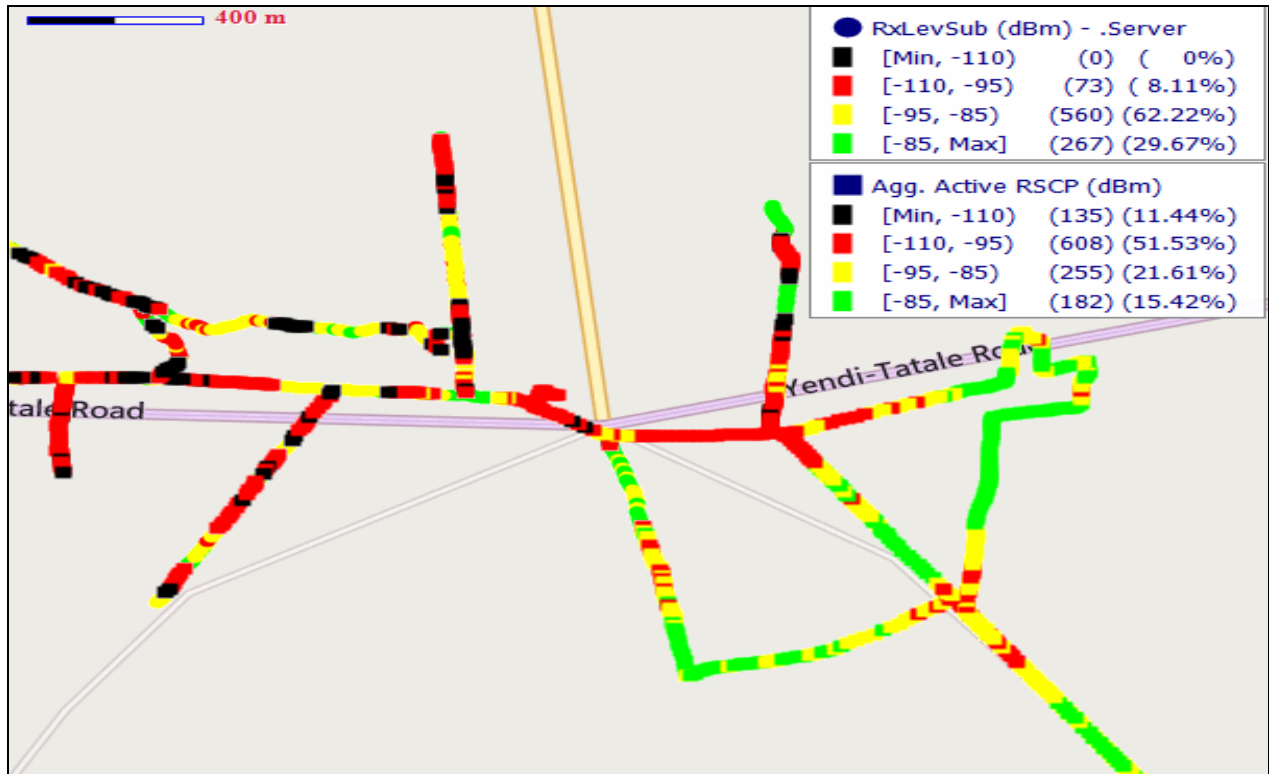 400 m
RxLevSub (dBm) - .Server
[Min, -110) (0) ( 0%)
[-110, -95) (73) ( 8.11%)
[-95, -85) (560) (62.22%)
[-85, Max] (267) (29.67%)
Agg. Active RSCP (dBm)
[Min, -110) (135) (11.44%)
[-110, -95) (608) (51.53%)
[-95, -85) (255) (21.61%)
[-85, Max] (182) (15.42%)
Yendi-Tatale Road
tale Road